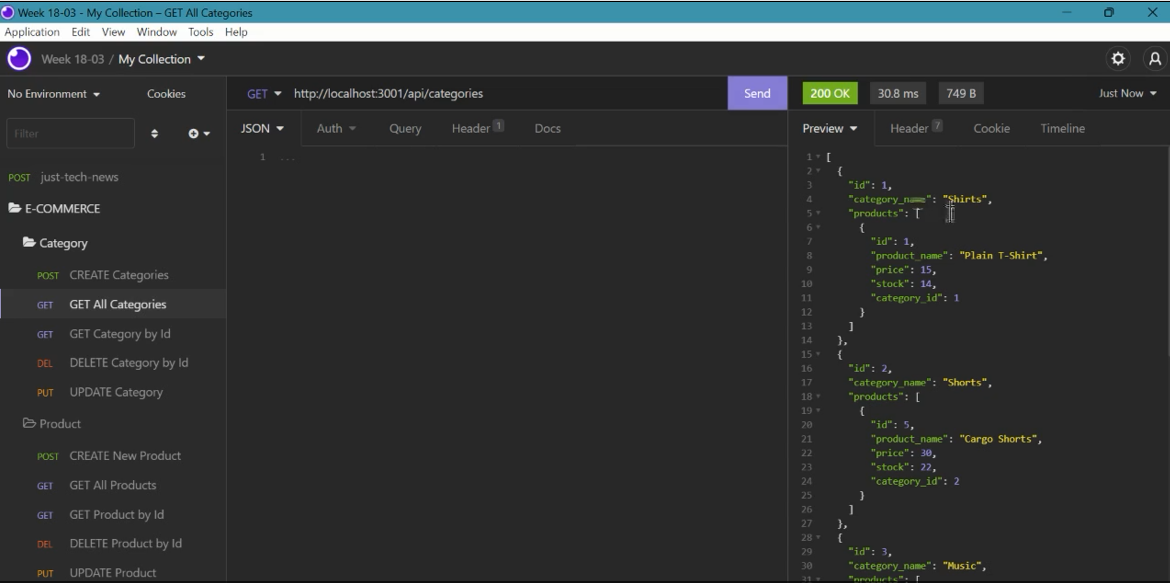 Week 18-03 - My Collection – GET All Categories
Application Edit View Window Tools Help
Week 18-03 / My Collection
No Environment Cookies
GET http://localhost:3001/api/categories Send
200 OK 30.8 ms 749 B Just Now
Filter
JSON Auth Query Header 1 Docs
Preview Header 7 Cookie Timeline
POST just-tech-news
E-COMMERCE
Category
POST CREATE Categories
GET GET All Categories
GET GET Category by Id
DEL DELETE Category by Id
PUT UPDATE Category
Product
POST CREATE New Product
GET GET All Products
GET GET Product by Id
DEL DELETE Product by Id
PUT UPDATE Product
1 ...
1 [
2 {
3 "id": 1,
4 "category_name": "Shirts",
5 "products": [
6 {
7 "id": 1,
8 "product_name": "Plain T-Shirt",
9 "price": 15,
10 "stock": 14,
11 "category_id": 1
12 }
13 ]
14 },
15 {
16 "id": 2,
17 "category_name": "Shorts",
18 "products": [
19 {
20 "id": 5,
21 "product_name": "Cargo Shorts",
22 "price": 30,
23 "stock": 22,
24 "category_id": 2
25 }
26 ]
27 },
28 {
29 "id": 3,
30 "category_name": "Music",
31 "products": [